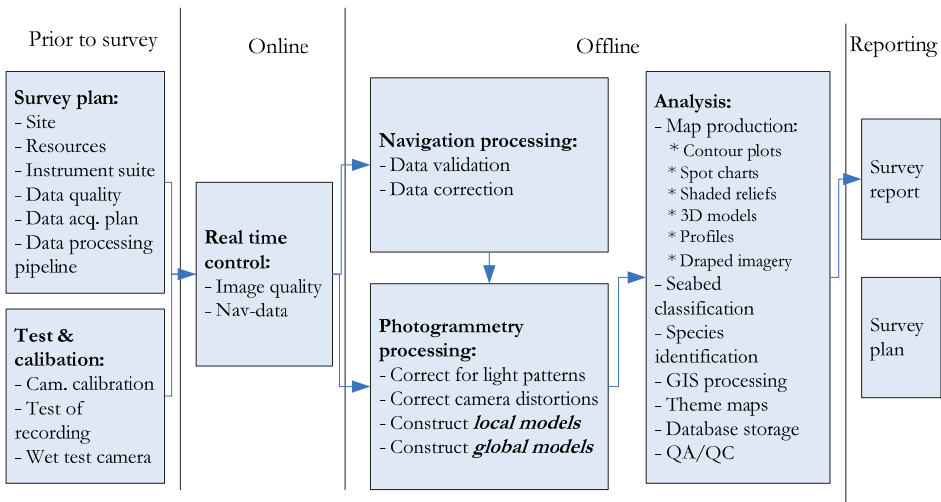 Prior to survey
Survey plan:
- Site
- Resources
- Instrument suite
- Data quality
- Data acq. plan
- Data processing
pipeline
Test &
calibation:
- Cam. calibration
- Test of
recording
- Wet test camera
Online
Real time
control:
- Image quality
- Nav-data
Offline
Navigation processing:
- Data validation
- Data correction
Photogrammetry
processing:
- Correct for light patterns
- Correct camera distortions
- Construct local models
- Construct global models
Analysis:
- Map production:
* Contour plots
* Spot charts
* Shaded reliefs
* 3D models
* Profiles
* Draped imagery
- Seabed
classification
- Species
identification
- GIS processing
- Theme maps
- Database storage
- QA/QC
Reporting
Survey
report
Survey
plan